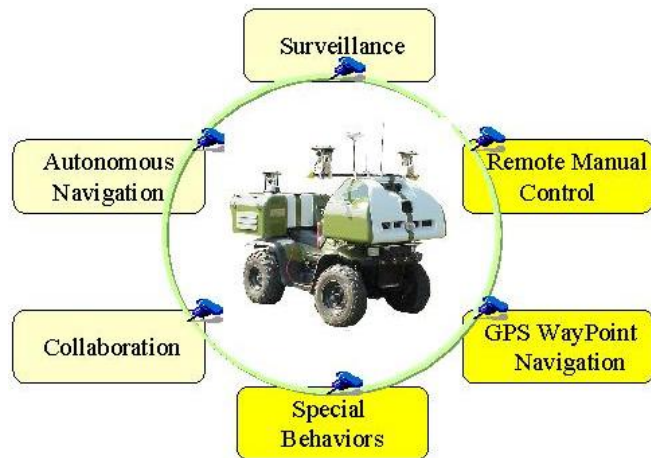 Surveillance
Autonomous
Navigation
Remote Manual
Control
Collaboration
GPS WayPoint
Navigation
Special
Behaviors